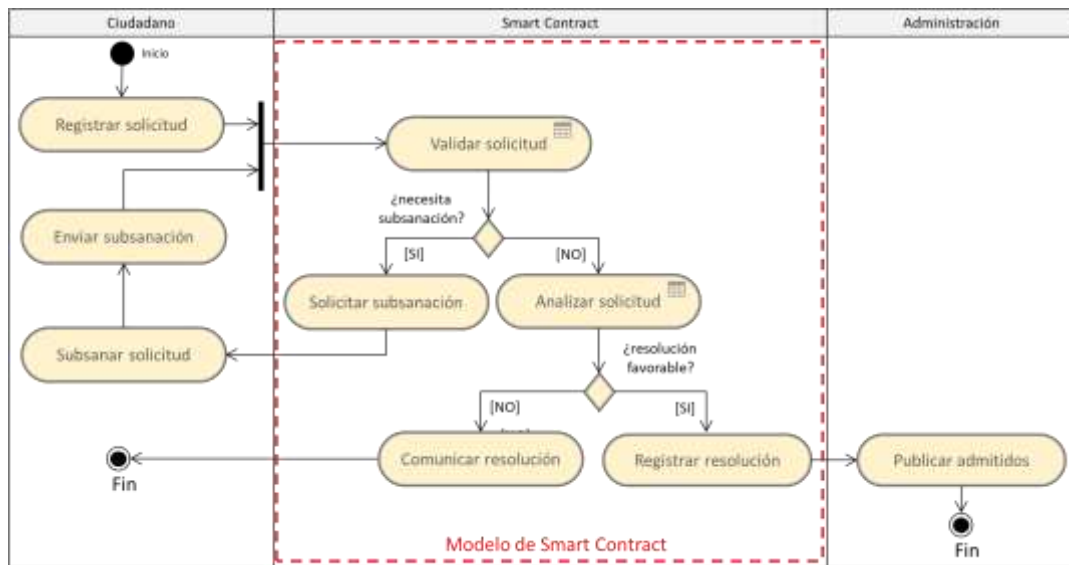 Ciudadano
Smart Contract
Administración
Inicio
Registrar solicitud
Validar solicitud
¿necesita
subsanación?
Enviar subsanación
[SI]
[NO]
Solicitar subsanación
Analizar solicitud
Subsanar solicitud
¿resolución
favorable?
[NO]
[SI]
Comunicar resolución
Registrar resolución
Publicar admitidos
Fin
Modelo de Smart Contract
Fin